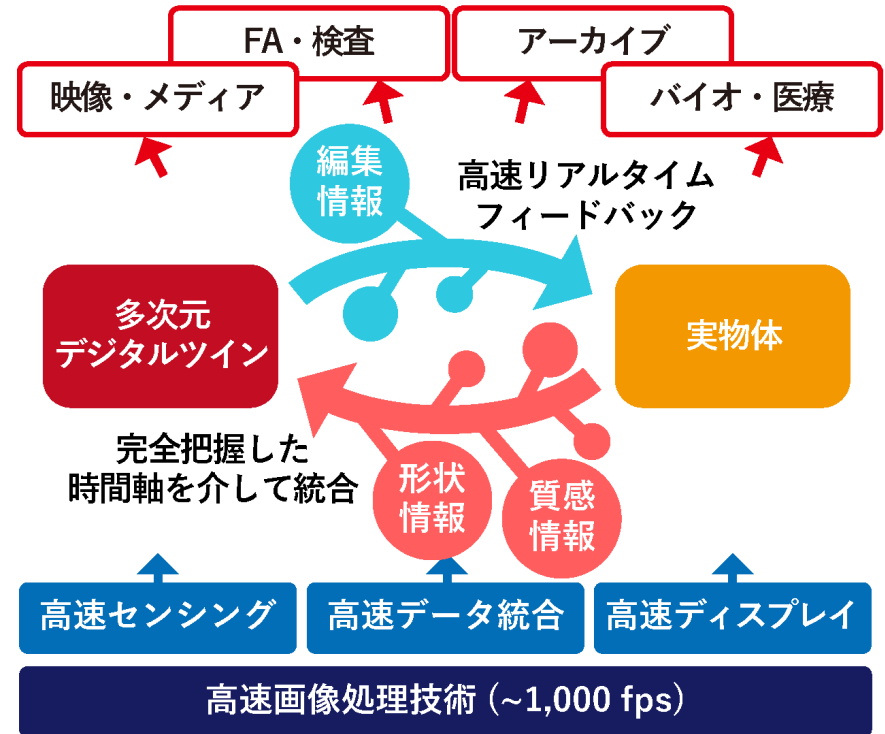 FA・検査
アーカイブ
映像・メディア
バイオ・医療
編集
情報
高速リアルタイム
フィードバック
多次元
デジタルツイン
実物体
完全把握した
時間軸を介して統合
形状
情報
質感
情報
高速センシング
高速データ統合
高速ディスプレイ
高速画像処理技術 (~1,000 fps)